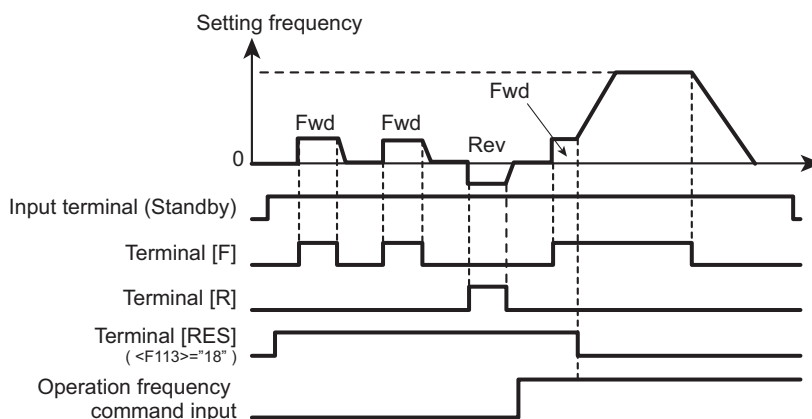 Setting frequency
Fwd
Fwd
Fwd
Rev
0
Input terminal (Standby)
Terminal [F]
Terminal [R]
Terminal [RES]
( <F113>=”18” )
Operation frequency
command input